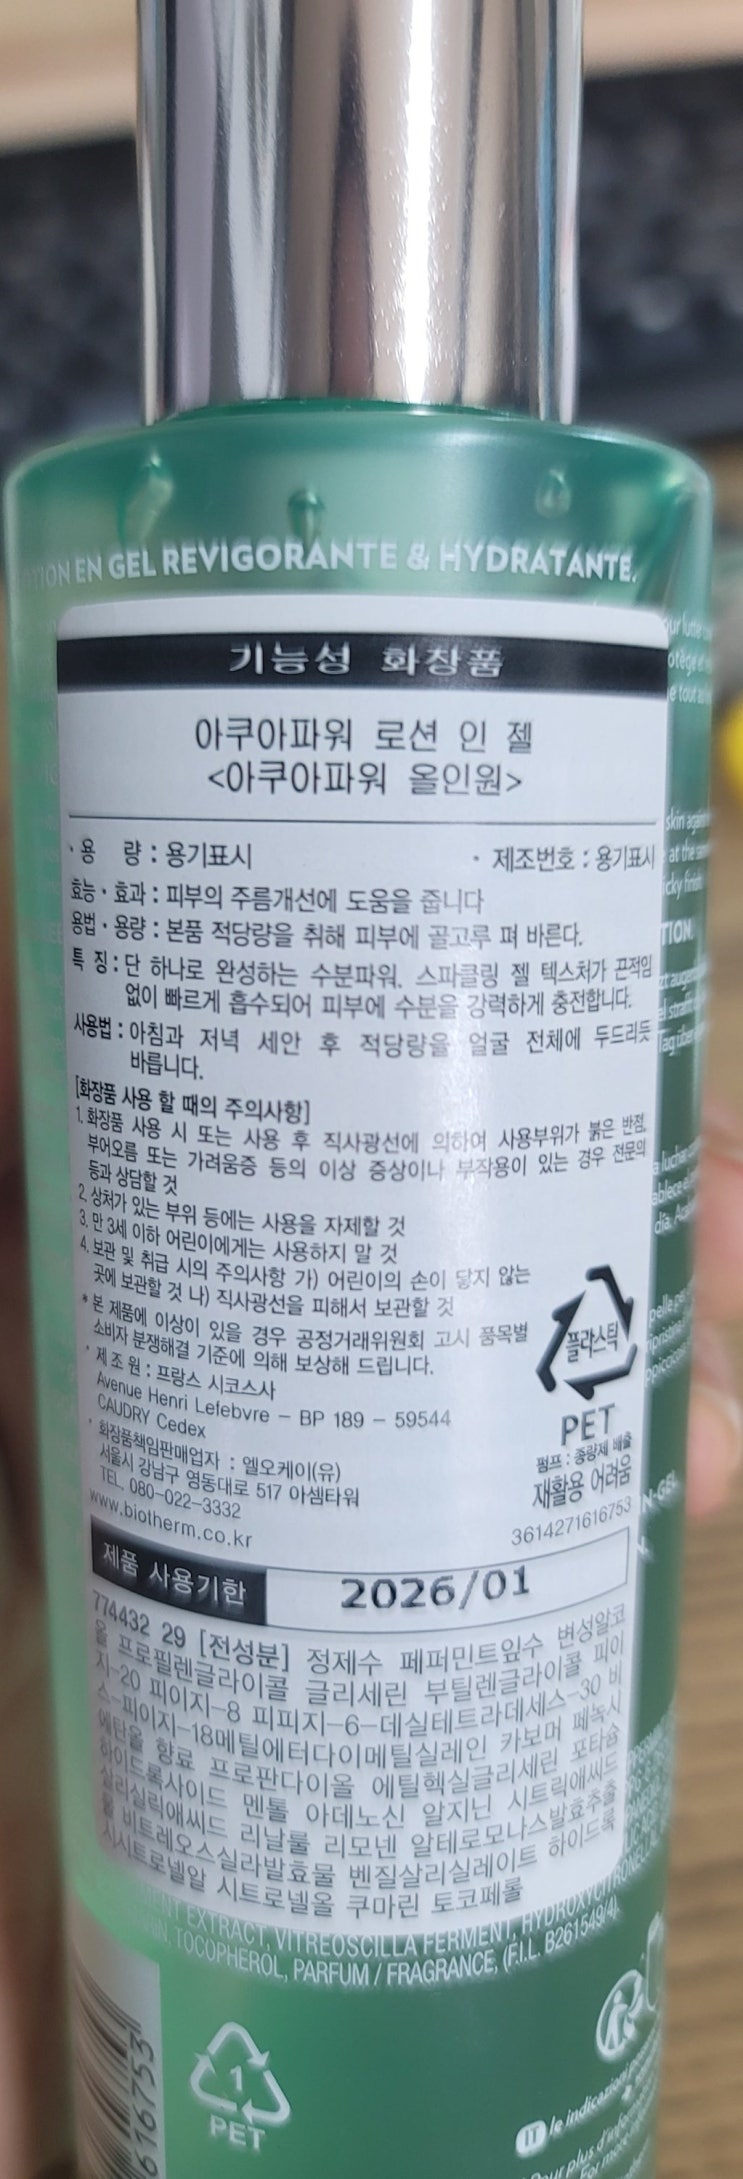 EN GEL REVIGORANTE & HYDRATANTE.
기능성 화장품
아쿠아파워 로션 인 젤
<아쿠아파워 올인원>
· 용 량 : 용기표시 · 제조번호 : 용기표시
효능 · 효과 : 피부의 주름개선에 도움을 줍니다
용법 · 용량 : 본품 적당량을 취해 피부에 골고루 펴 바른다.
특 징 : 단 하나로 완성하는 수분파워. 스파클링 젤 텍스처가 끈적임
없이 빠르게 흡수되어 피부에 수분을 강력하게 충전합니다.
사용법 : 아침과 저녁 세안 후 적당량을 얼굴 전체에 두드리듯
바릅니다.
[화장품 사용 할 때의 주의사항]
1. 화장품 사용 시 또는 사용 후 직사광선에 의하여 사용부위가 붉은 반점,
부어오름 또는 가려움증 등의 이상 증상이나 부작용이 있는 경우 전문의
등과 상담할 것
2. 상처가 있는 부위 등에는 사용을 자제할 것
3. 만 3세 이하 어린이에게는 사용하지 말 것
4. 보관 및 취급 시의 주의사항 가) 어린이의 손이 닿지 않는
곳에 보관할 것 나) 직사광선을 피해서 보관할 것
* 본 제품에 이상이 있을 경우 공정거래위원회 고시 품목별
소비자 분쟁해결 기준에 의해 보상해 드립니다.
· 제 조 원 : 프랑스 시코스사
Avenue Henri Lefebvre - BP 189 - 59544
CAUDRY Cedex
· 화장품책임판매업자 : 엘오케이(유)
서울시 강남구 영동대로 517 아셈타워
TEL. 080-022-3332
www.biotherm.co.kr
플라스틱
PET
펌프 : 종량제 배출
재활용 어려움
3614271616753
제품 사용기한 2026/01
774432 29 [전성분] 정제수 페퍼민트잎수 변성알코
올 프로필렌글라이콜 글리세린 부틸렌글라이콜 피이
지-20 피이지-8 피피지-6-데실테트라데세스-30 비
스-피이지-18메틸에터다이메틸실레인 카보머 페녹시
에탄올 향료 프로판다이올 에틸헥실글리세린 포타슘
하이드록사이드 멘톨 아데노신 알지닌 시트릭애씨드
살리실릭애씨드 리날룰 리모넨 알테로모나스발효추출
물 비트레오스실라발효물 벤질살리실레이트 하이드록
시시트로넬알 시트로넬올 쿠마린 토코페롤
EXTRACT, VITREOSCILLA FERMENT,
TOCOPHEROL, PARFUM / FRAGRANCE, (F.I.L. B261549/4).
1
PET
616753
IT le indicazioni